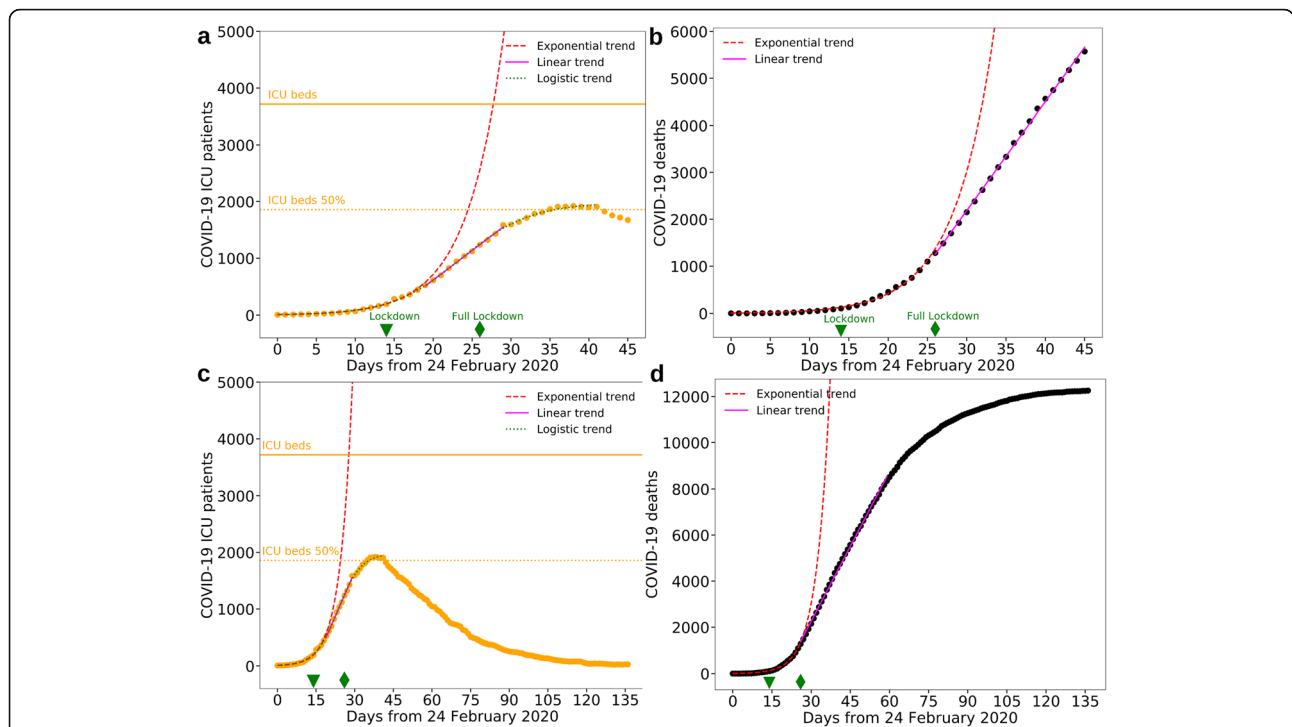 a
5000
4000
3000
2000
1000
0
COVID-19 ICU patients
Exponential trend
Linear trend
Logistic trend
ICU beds
ICU beds 50%
Lockdown
Full Lockdown
0 5 10 15 20 25 30 35 40 45
Days from 24 February 2020
b
6000
5000
4000
3000
2000
1000
0
COVID-19 deaths
Exponential trend
Linear trend
Lockdown
Full Lockdown
0 5 10 15 20 25 30 35 40 45
Days from 24 February 2020
c
5000
4000
3000
2000
1000
0
COVID-19 ICU patients
Exponential trend
Linear trend
Logistic trend
ICU beds
ICU beds 50%
0 15 30 45 60 75 90 105 120 135
Days from 24 February 2020
d
12000
10000
8000
6000
4000
2000
0
COVID-19 deaths
Exponential trend
Linear trend
0 15 30 45 60 75 90 105 120 135
Days from 24 February 2020